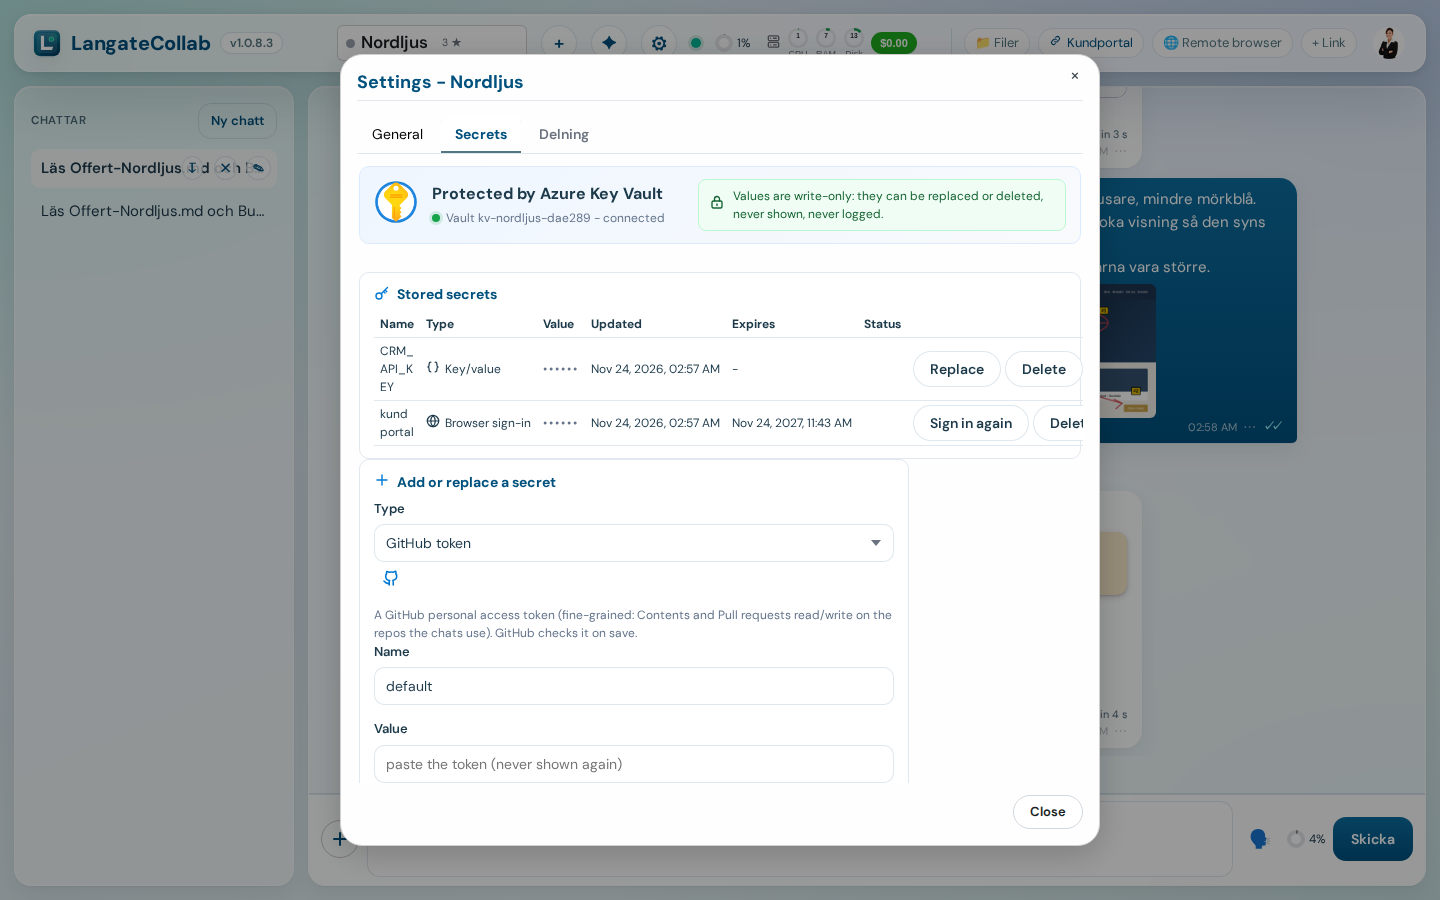 LangateCollab v1.0.8.3
Nordljus 3 ★
+
1%
1 7 13
$0.00
Filer
Kundportal
Remote browser
+ Link
CHATTAR
Ny chatt
Läs Offert-Nordljus
Läs Offert-Nordljus.md och Bu...
Settings - Nordljus
×
General
Secrets
Delning
Protected by Azure Key Vault
Vault kv-nordljus-dae289 - connected
Values are write-only: they can be replaced or deleted,
never shown, never logged.
Stored secrets
Name Type Value Updated Expires Status
CRM_
API_K
EY
{} Key/value •••••• Nov 24, 2026, 02:57 AM - Replace Delete
kund
portal
Browser sign-in •••••• Nov 24, 2026, 02:57 AM Nov 24, 2027, 11:43 AM Sign in again Delet
+ Add or replace a secret
Type
GitHub token
A GitHub personal access token (fine-grained: Contents and Pull requests read/write on the
repos the chats use). GitHub checks it on save.
Name
default
Value
paste the token (never shown again)
Close
in 3 s
M ···
usare, mindre mörkblå.
oka visning så den syns
rna vara större.
02:58 AM ···
in 4 s
M ···
+
4%
Skicka